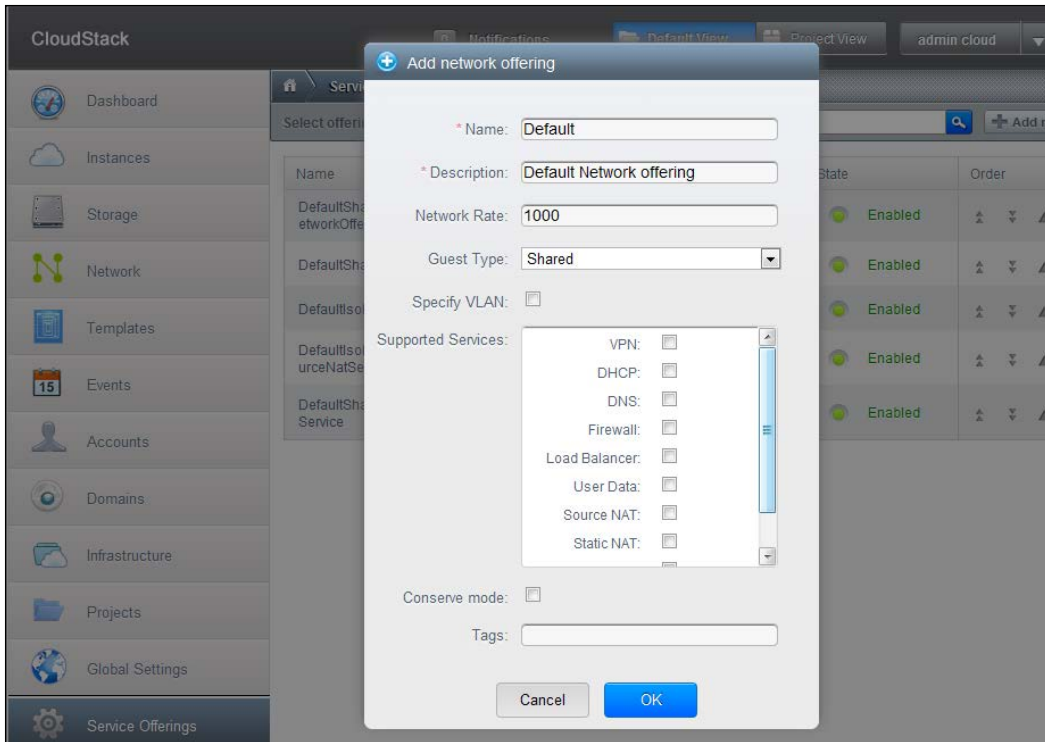 CloudStack
0 Notifications
Default View
Project View
admin cloud
Add network offering
Dashboard
Instances
Storage
Network
Templates
Events
15
Accounts
Domains
Infrastructure
Projects
Global Settings
Service Offerings
Servi
Select offeri
Add
Name
State
Order
DefaultSha
etworkOffe
Enabled
DefaultSha
Enabled
DefaultIsol
Enabled
DefaultIsol
urceNatSe
Enabled
DefaultSha
Service
Enabled
* Name: Default
* Description: Default Network offering
Network Rate: 1000
Guest Type: Shared
Specify VLAN:
Supported Services:
VPN:
DHCP:
DNS:
Firewall:
Load Balancer:
User Data:
Source NAT:
Static NAT:
Conserve mode:
Tags:
Cancel
OK